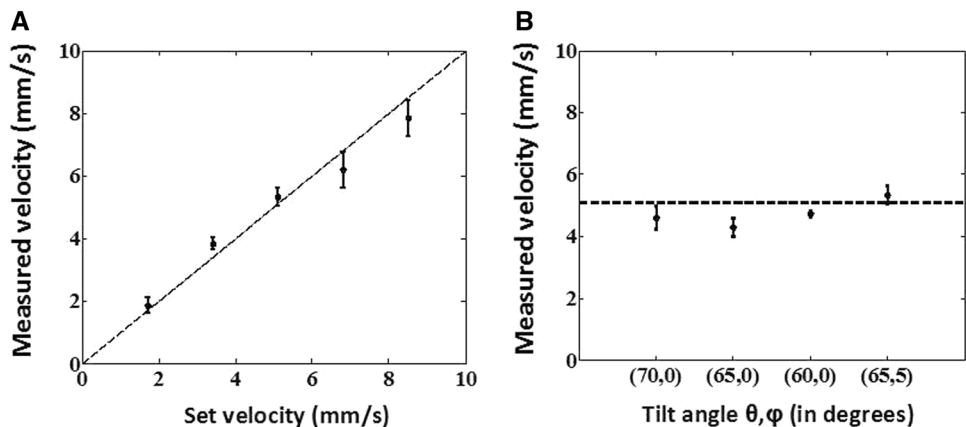 A
B
Measured velocity (mm/s)
10
8
6
4
2
0
0 2 4 6 8 10
Set velocity (mm/s)
Measured velocity (mm/s)
10
8
6
4
2
0
(70,0) (65,0) (60,0) (65,5)
Tilt angle θ,φ (in degrees)